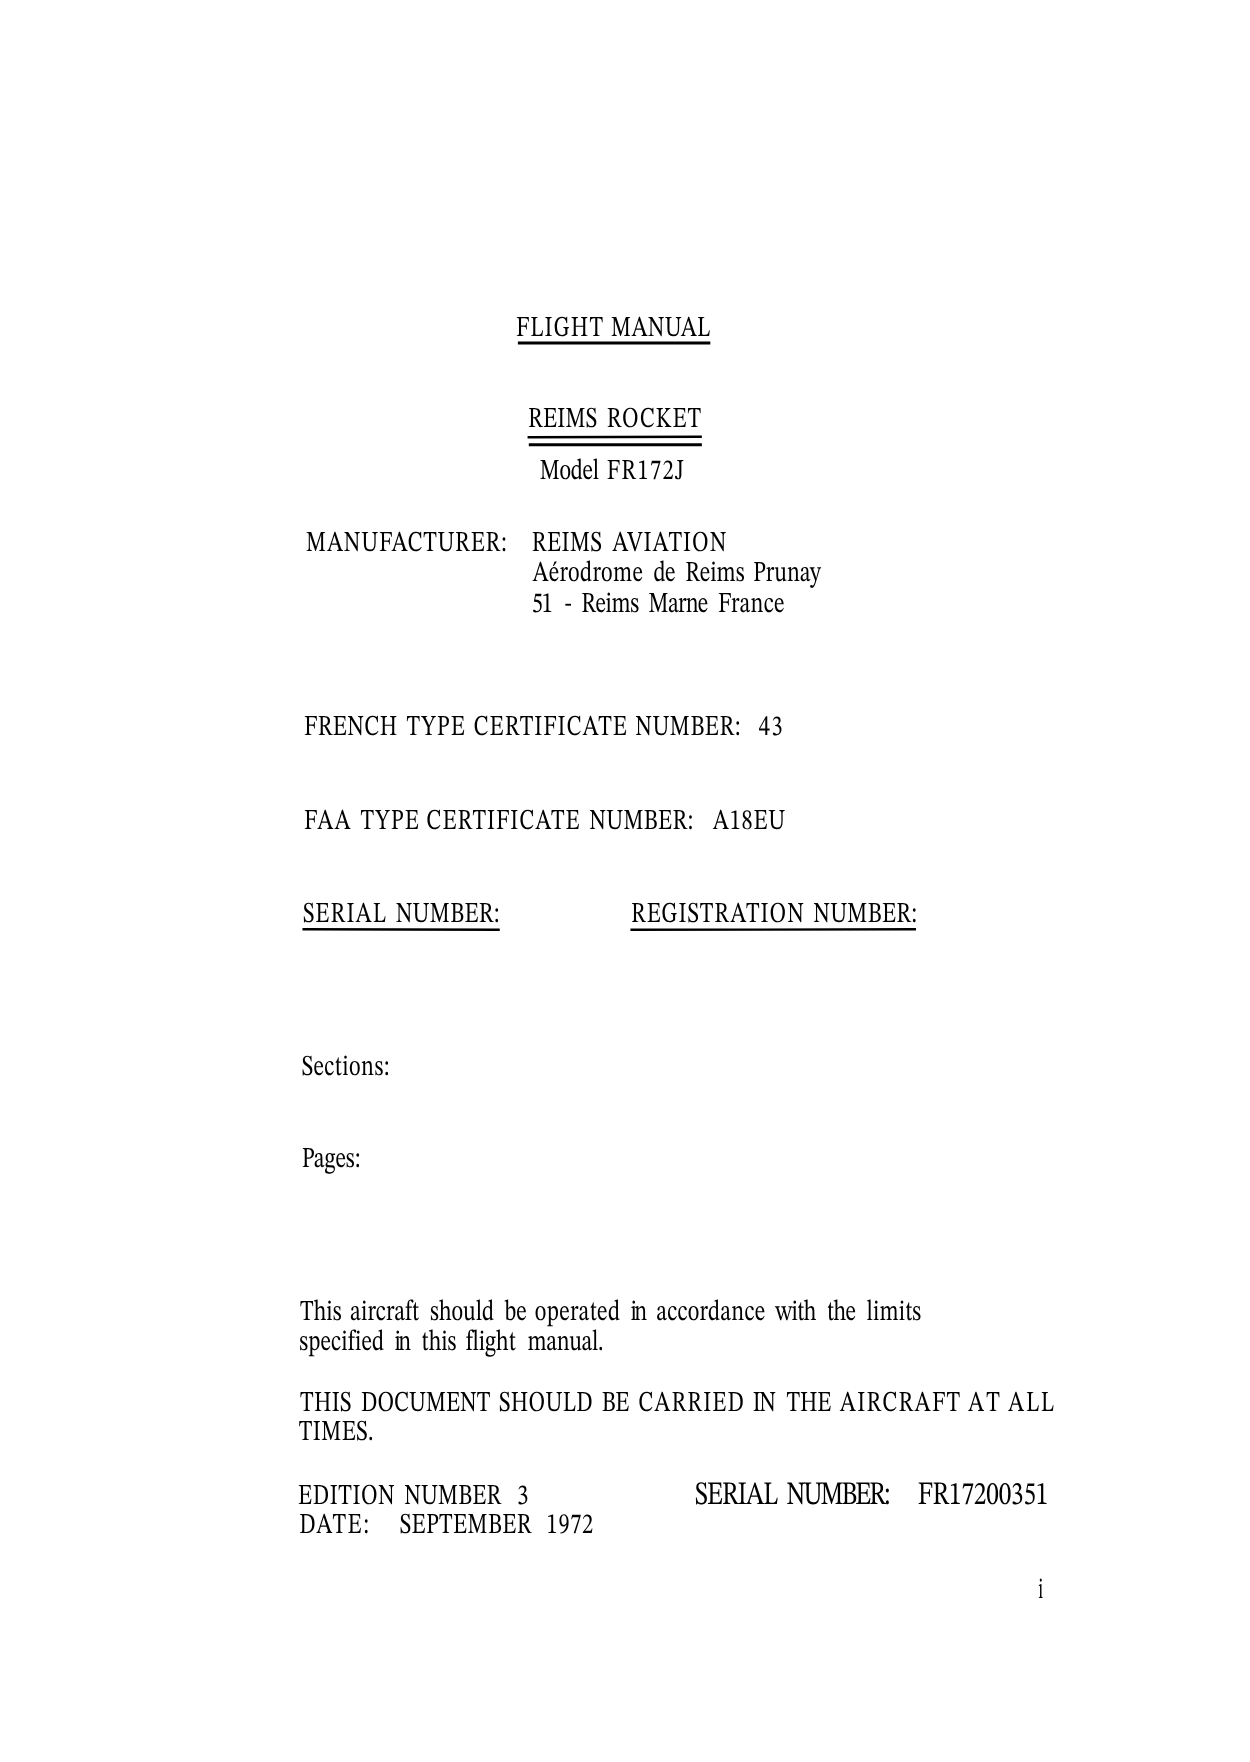 FLIGHT MANUAL
REIMS ROCKET
Model FR172J
MANUFACTURER: REIMS AVIATION
Aérodrome de Reims Prunay
51 - Reims Marne France
FRENCH TYPE CERTIFICATE NUMBER: 43
FAA TYPE CERTIFICATE NUMBER: A18EU
SERIAL NUMBER: REGISTRATION NUMBER:
Sections:
Pages:
This aircraft should be operated in accordance with the limits
specified in this flight manual.
THIS DOCUMENT SHOULD BE CARRIED IN THE AIRCRAFT AT ALL
TIMES.
EDITION NUMBER 3 SERIAL NUMBER: FR17200351
DATE: SEPTEMBER 1972
i